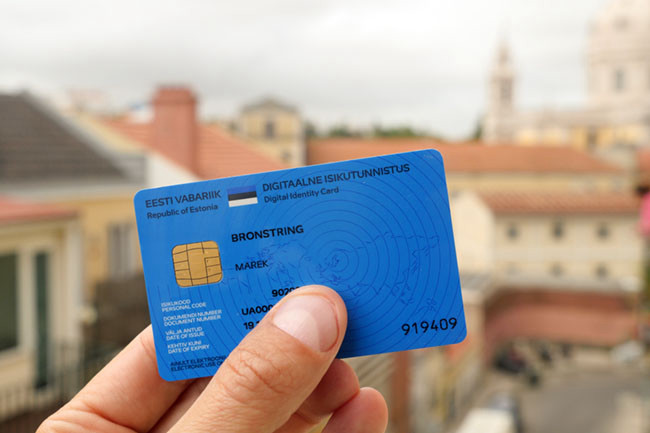 EESTI VABARIIK
Republic of Estonia
DIGITAALNE ISIKUTUNNISTUS
Digital Identity Card
BRONSTRING
MAREK
ISIKUKOOD
PERSONAL CODE
DOKUMENDI NUMBER
DOCUMENT NUMBER
VÄLJA ANTUD
DATE OF ISSUE
KEHTIV KUNI
DATE OF EXPIRY
919409